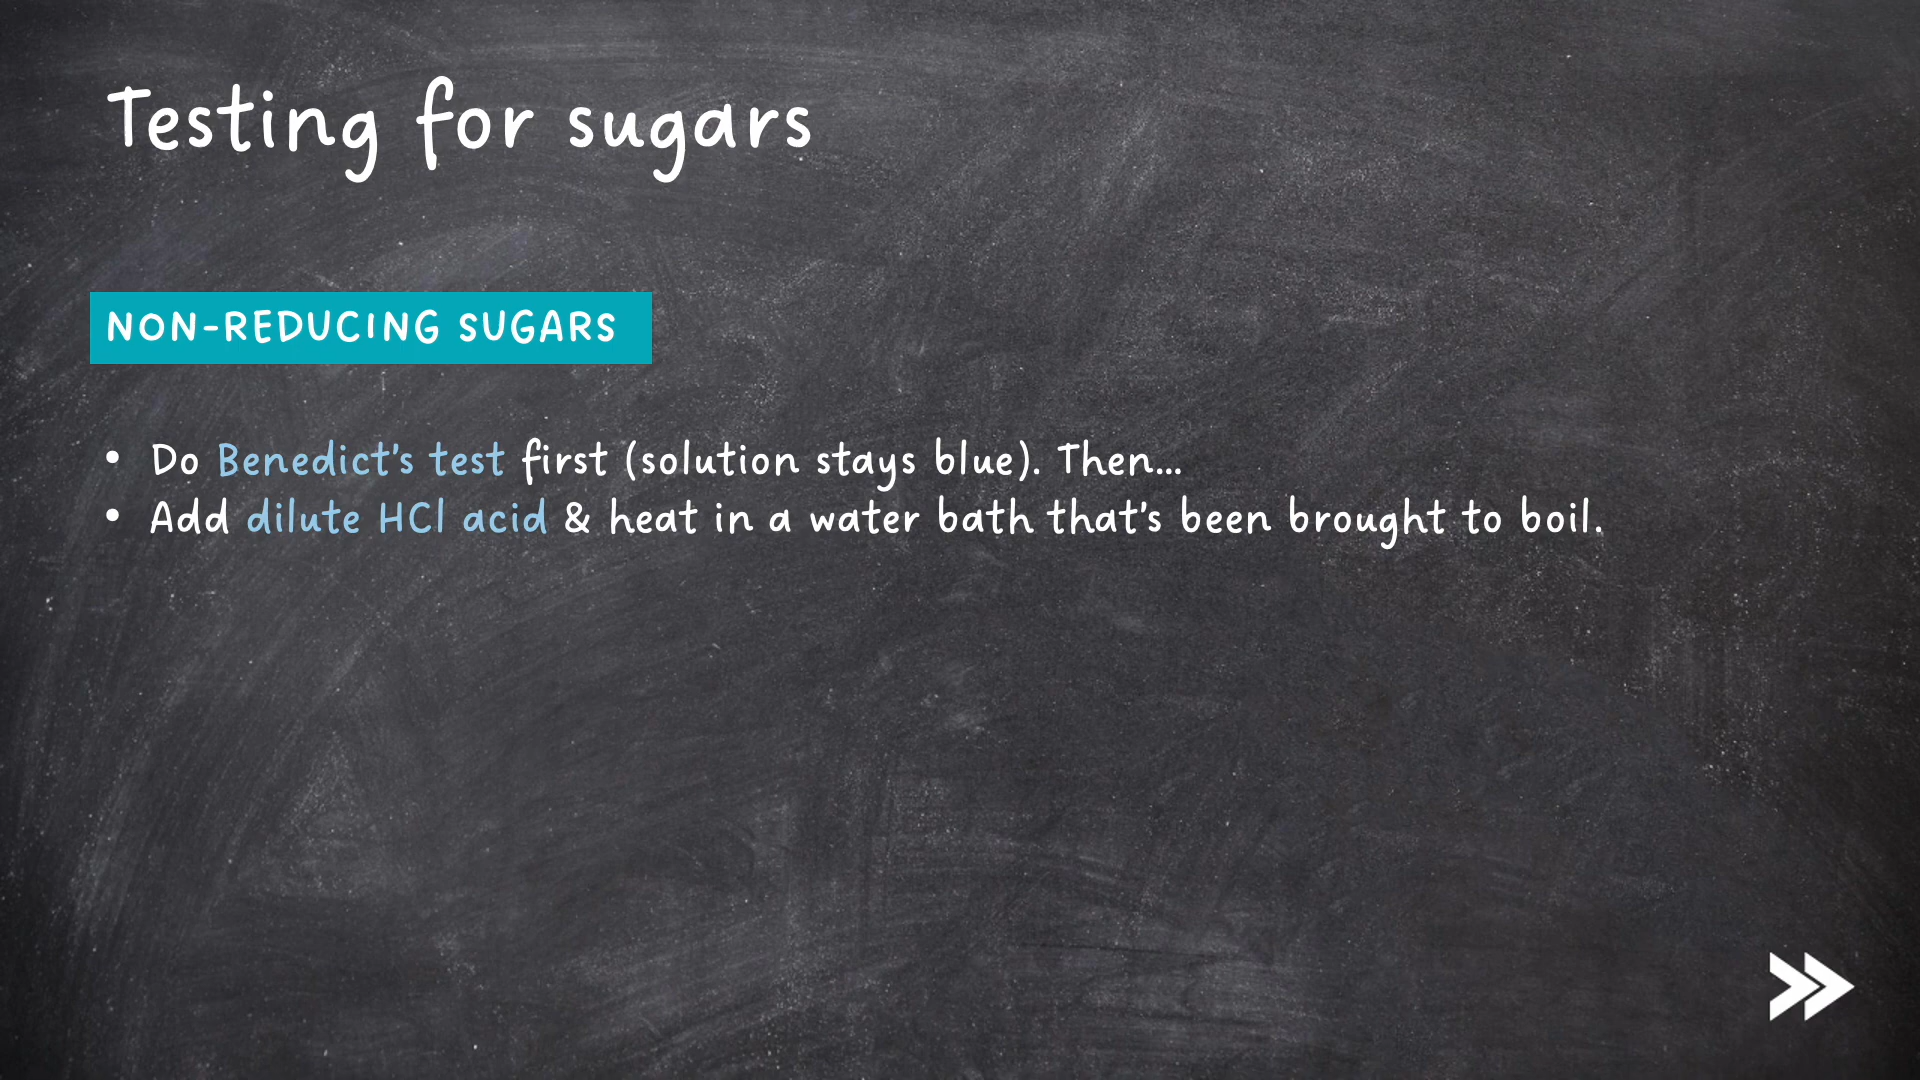 Testing for sugars
NON-REDUCING SUGARS
• Do Benedict's test first (solution stays blue). Then...
• Add dilute HCl acid & heat in a water bath that's been brought to boil.